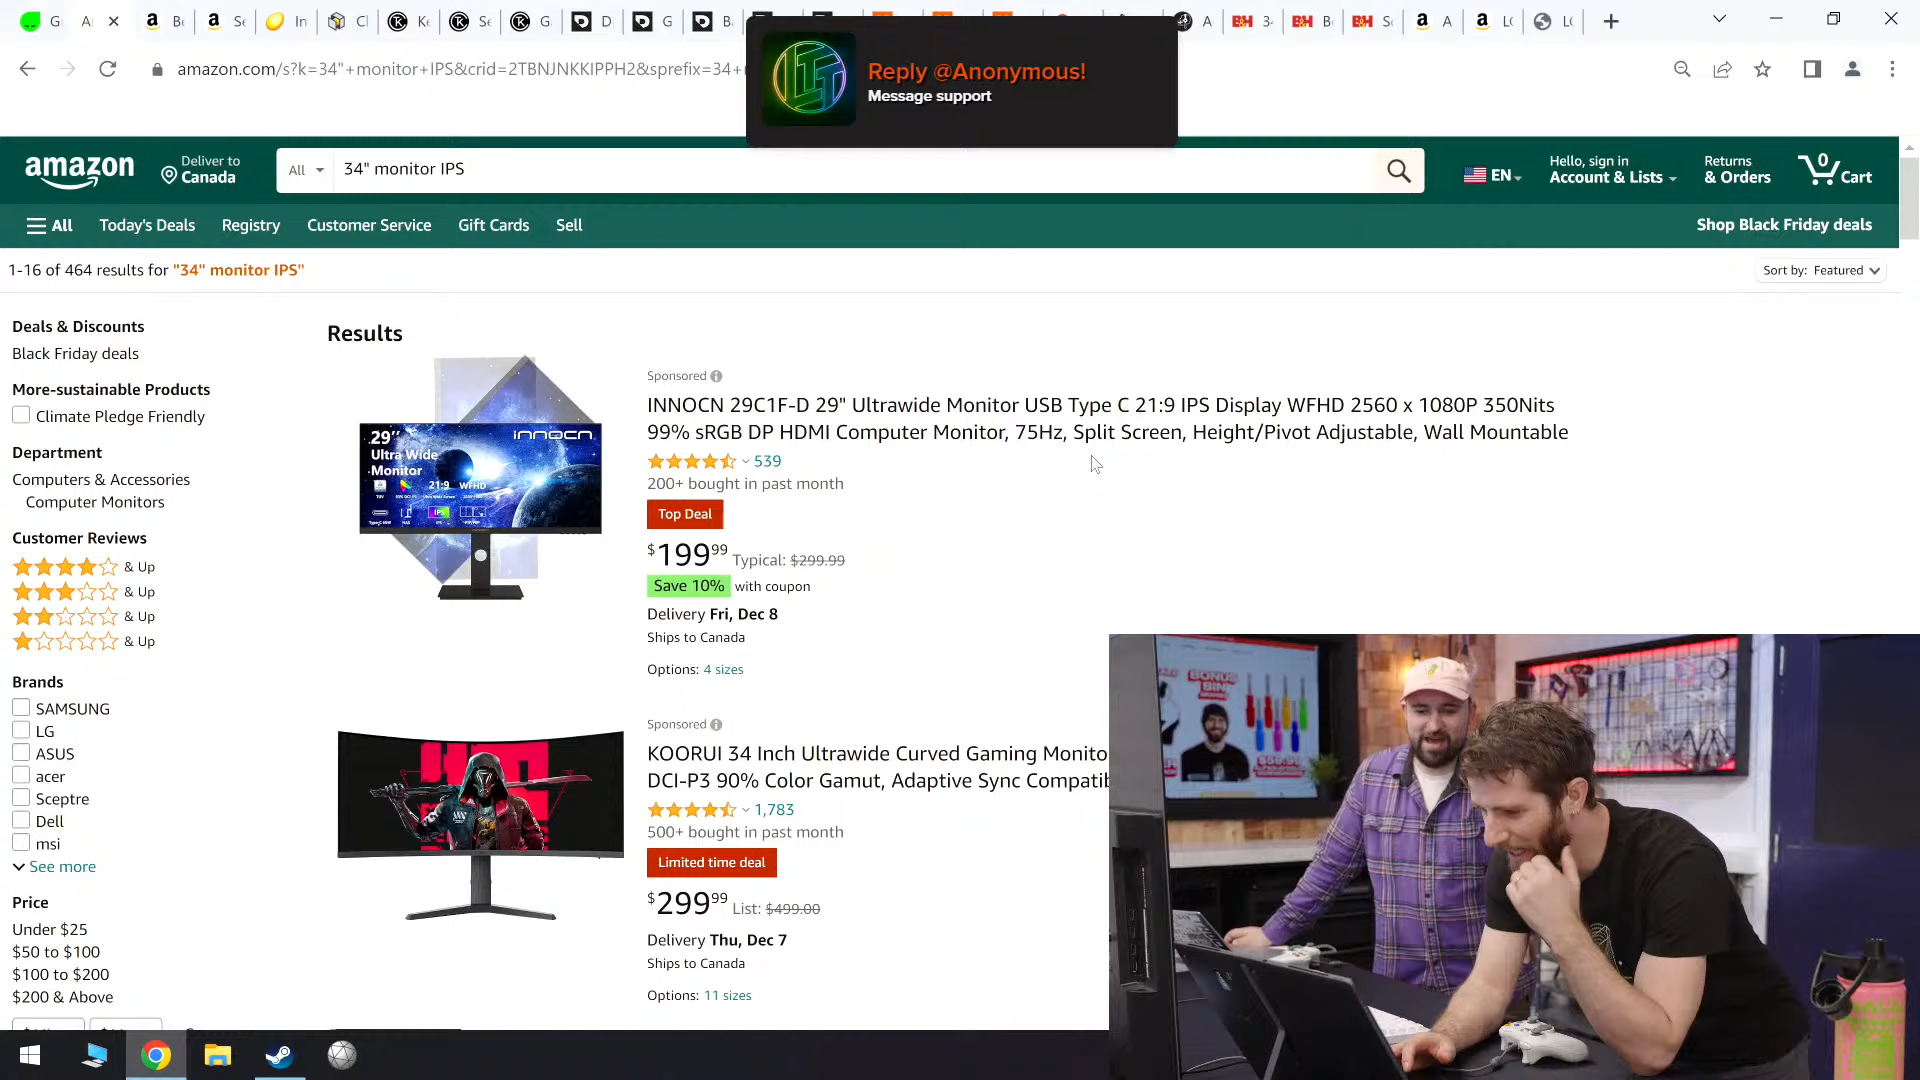 Reply @Anonymous!
Message support
amazon.com/s?k=34"+monitor+IPS&crid=2TBNJNKKIPPH2&sprefix=34+
amazon
Deliver to
Canada
All
34" monitor IPS
EN
Hello, sign in
Account & Lists
Returns
& Orders
0
Cart
All
Today's Deals
Registry
Customer Service
Gift Cards
Sell
Shop Black Friday deals
1-16 of 464 results for "34" monitor IPS"
Sort by: Featured
Deals & Discounts
Black Friday deals
More-sustainable Products
Climate Pledge Friendly
Department
Computers & Accessories
Computer Monitors
Customer Reviews
& Up
& Up
& Up
& Up
Brands
SAMSUNG
LG
ASUS
acer
Sceptre
Dell
msi
See more
Price
Under $25
$50 to $100
$100 to $200
$200 & Above
Results
29"
Ultra Wide
Monitor
INNOCN
21:9
WFHD
IPS
Sponsored
INNOCN 29C1F-D 29" Ultrawide Monitor USB Type C 21:9 IPS Display WFHD 2560 x 1080P 350Nits
99% sRGB DP HDMI Computer Monitor, 75Hz, Split Screen, Height/Pivot Adjustable, Wall Mountable
539
200+ bought in past month
Top Deal
$199.99 Typical: $299.99
Save 10% with coupon
Delivery Fri, Dec 8
Ships to Canada
Options: 4 sizes
Sponsored
KOORUI 34 Inch Ultrawide Curved Gaming Monito
DCI-P3 90% Color Gamut, Adaptive Sync Compatib
1,783
500+ bought in past month
Limited time deal
$299.99 List: $499.00
Delivery Thu, Dec 7
Ships to Canada
Options: 11 sizes
BONUS
BIN